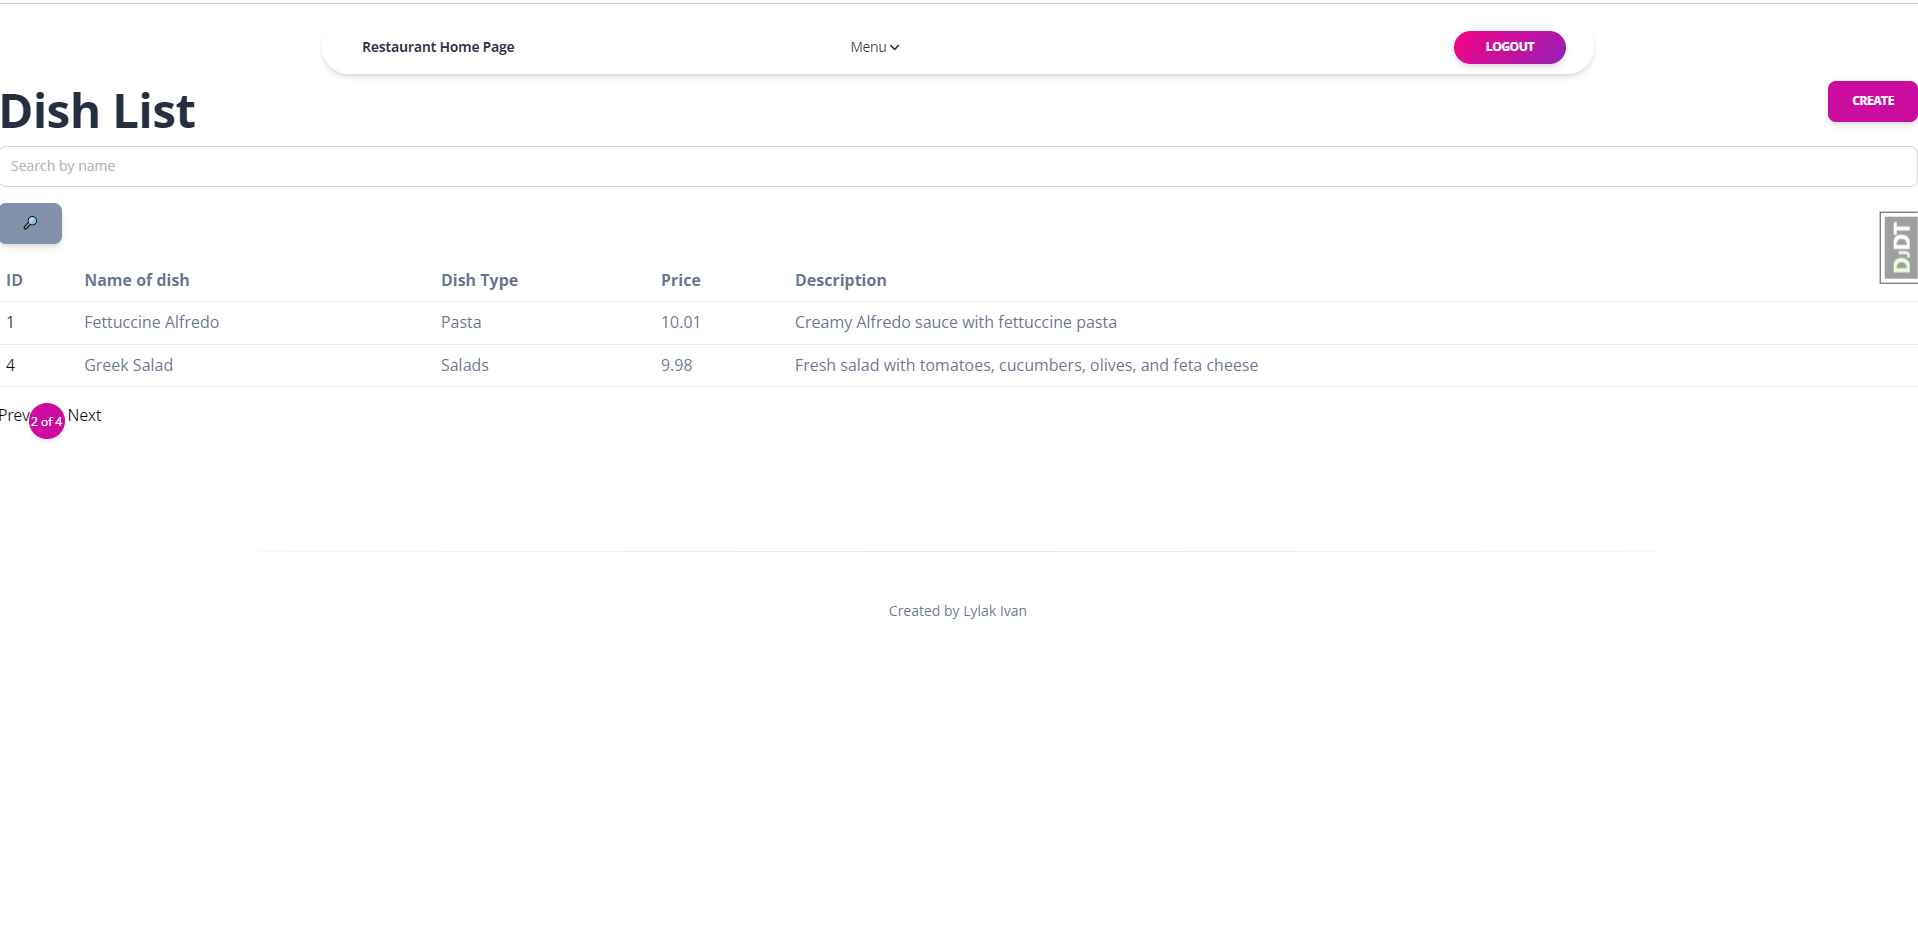 Restaurant Home Page Menu LOGOUT
Dish List CREATE
Search by name
DJDT
ID Name of dish Dish Type Price Description
1 Fettuccine Alfredo Pasta 10.01 Creamy Alfredo sauce with fettuccine pasta
4 Greek Salad Salads 9.98 Fresh salad with tomatoes, cucumbers, olives, and feta cheese
Prev 2 of 4 Next
Created by Lylak Ivan